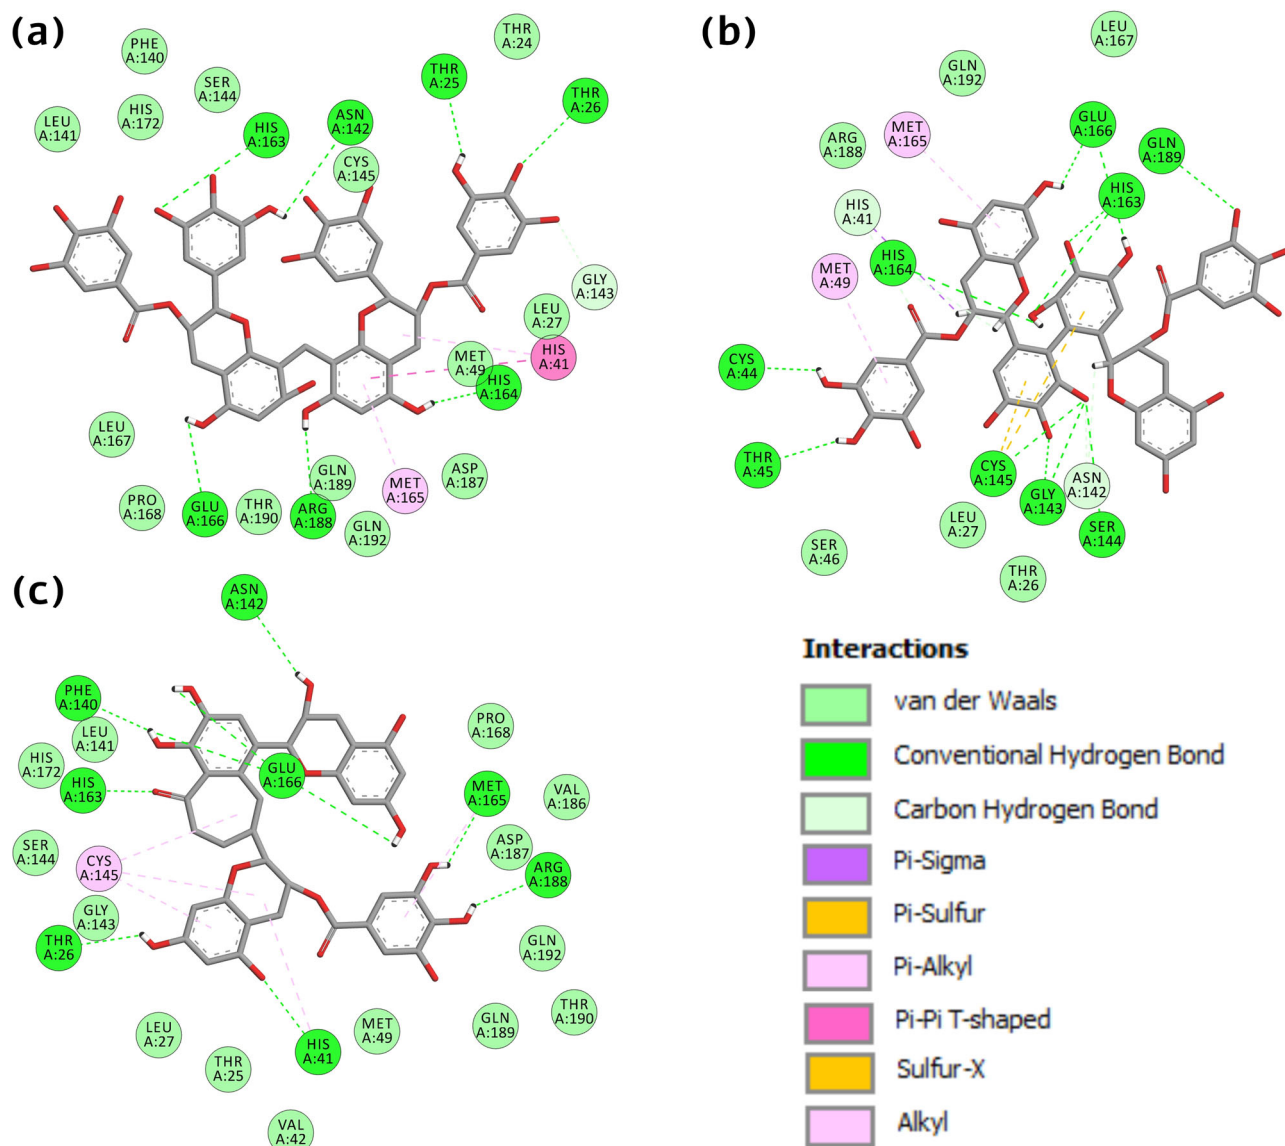 (a)
THR
A:24
PHE
A:140
THR
A:25
SER
A:144
THR
A:26
HIS
A:172
LEU
A:141
HIS
A:163
ASN
A:142
CYS
A:145
GLY
A:143
LEU
A:27
MET
A:49
HIS
A:41
HIS
A:164
LEU
A:167
GLN
A:189
ASP
A:187
MET
A:165
PRO
A:168
GLU
A:166
THR
A:190
ARG
A:188
GLN
A:192
(b)
LEU
A:167
GLN
A:192
GLU
A:166
MET
A:165
ARG
A:188
GLN
A:189
HIS
A:163
HIS
A:41
HIS
A:164
MET
A:49
CYS
A:44
THR
A:45
CYS
A:145
GLY
A:143
ASN
A:142
SER
A:144
LEU
A:27
SER
A:46
THR
A:26
(c)
ASN
A:142
PHE
A:140
LEU
A:141
HIS
A:172
HIS
A:163
GLU
A:166
PRO
A:168
MET
A:165
VAL
A:186
SER
A:144
CYS
A:145
ASP
A:187
ARG
A:188
GLY
A:143
THR
A:26
GLN
A:192
THR
A:190
LEU
A:27
THR
A:25
HIS
A:41
MET
A:49
GLN
A:189
VAL
A:42
Interactions
van der Waals
Conventional Hydrogen Bond
Carbon Hydrogen Bond
Pi-Sigma
Pi-Sulfur
Pi-Alkyl
Pi-Pi T-shaped
Sulfur-X
Alkyl